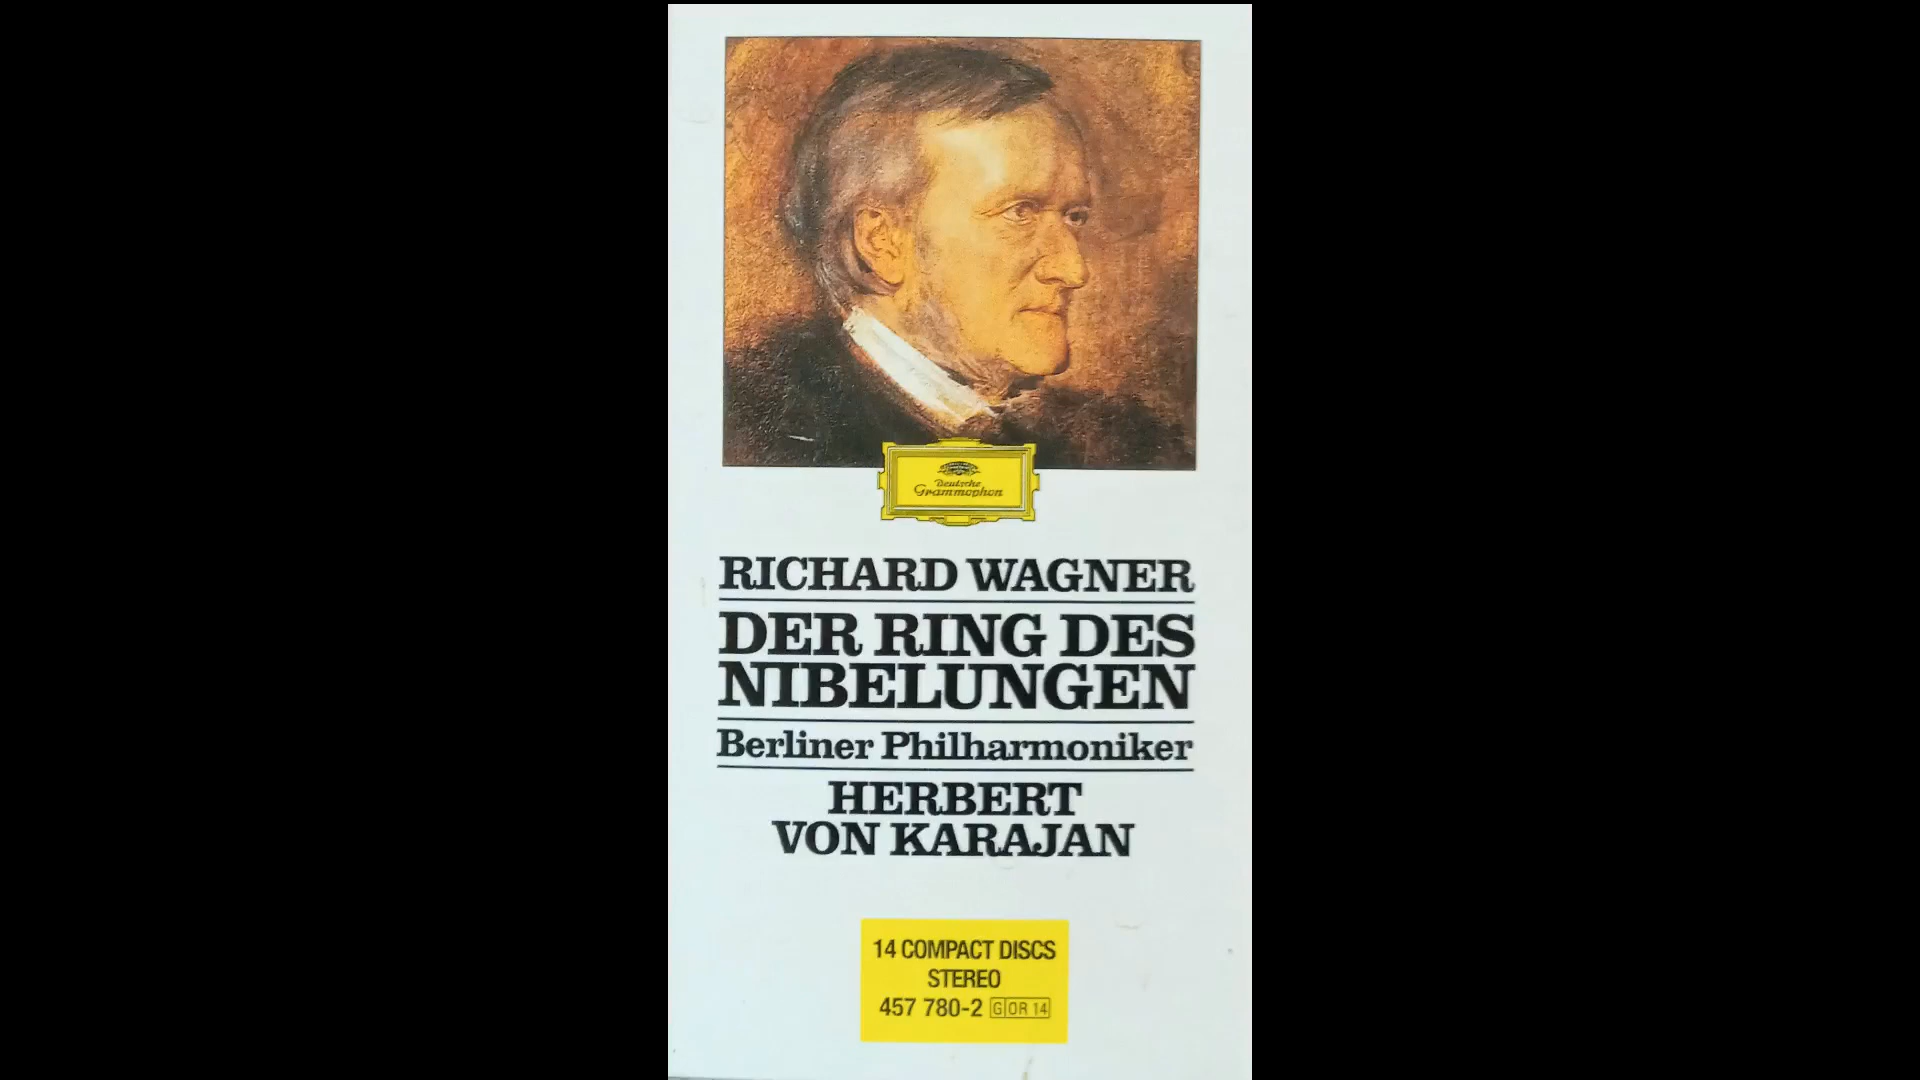 Deutsche
Grammophon
RICHARD WAGNER
DER RING DES
NIBELUNGEN
Berliner Philharmoniker
HERBERT
VON KARAJAN
14 COMPACT DISCS
STEREO
457 780-2 G OR 14